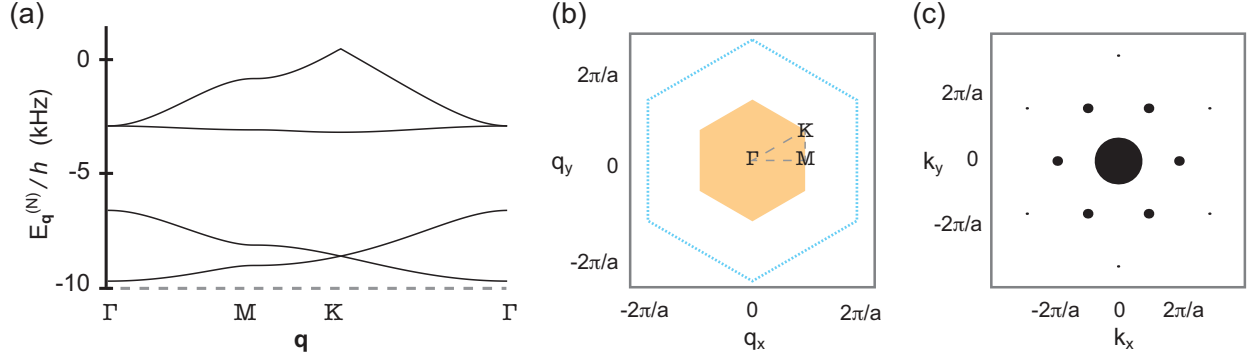 (a)
E_q^(N)/h (kHz)
0
-5
-10
Γ M K Γ
q
(b)
q_y
2π/a
0
-2π/a
Γ
K
M
-2π/a 0 2π/a
q_x
(c)
k_y
2π/a
0
-2π/a
-2π/a 0 2π/a
k_x